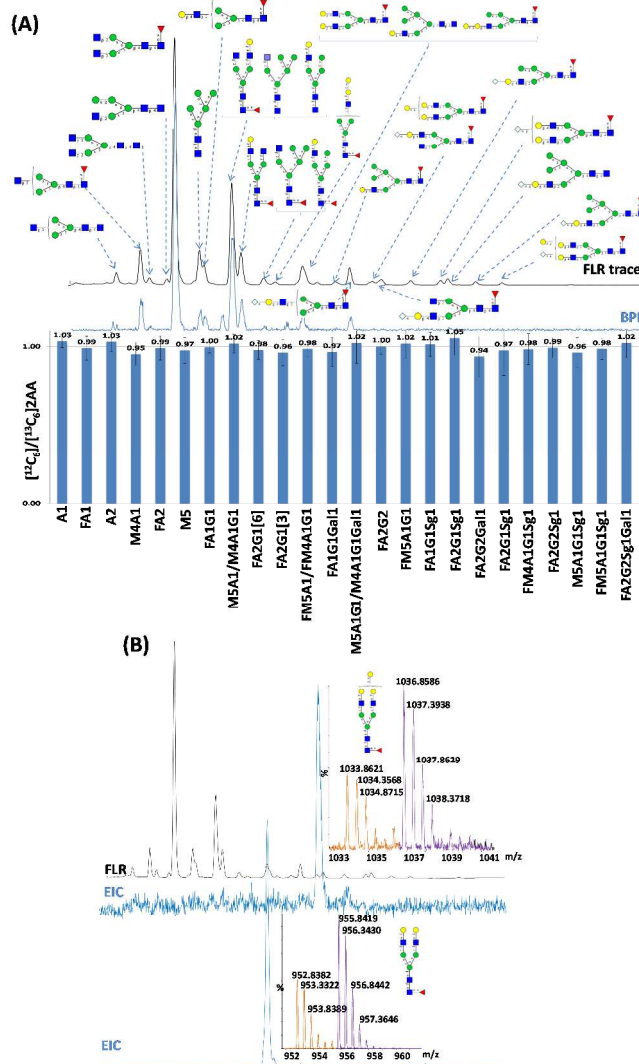 (A)
FLR trace
BPI
1.03
0.99
1.03
0.95
0.99
0.97
1.00
1.02
0.98
0.96
0.98
0.97
1.02
1.00
1.02
1.01
1.05
0.94
0.97
0.98
0.99
0.96
0.98
1.02
1.00
0.00
[¹²C₆]/[¹³C₆]2AA
A1
FA1
A2
M4A1
FA2
M5
FA1G1
M5A1/M4A1G1
FA2G1[6]
FA2G1[3]
FM5A1/FM4A1G1
FA1G1Gal1
M5A1G1/M4A1G1Gal1
FA2G2
FM5A1G1
FA1G1Sg1
FA2G1Sg1
FA2G2Gal1
FA2G1Sg1
FM4A1G1Sg1
FA2G2Sg1
M5A1G1Sg1
FM5A1G1Sg1
FA2G2Sg1Gal1
(B)
1036.8586
1037.3938
1037.8629
1033.8621
1034.3568
1034.8715
1038.3718
%
1033 1035 1037 1039 1041 m/z
FLR
EIC
955.8419
956.3430
952.8382
953.3322
956.8442
953.8389
957.3646
%
EIC
952 954 956 958 960 m/z